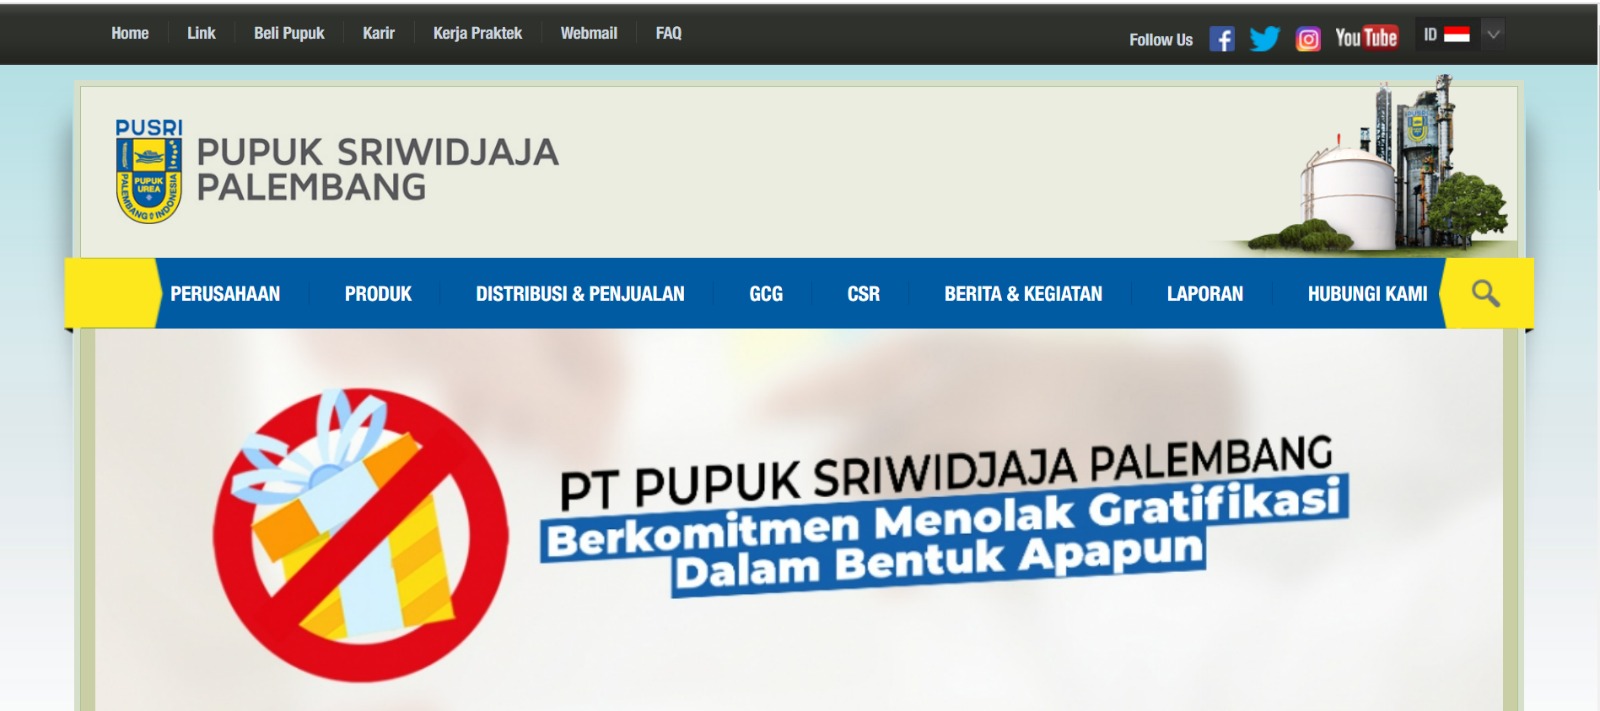 Home Link Beli Pupuk Karir Kerja Praktek Webmail FAQ
Follow Us YouTube ID
PUSRI
PUPUK UREA
PALEMBANG INDONESIA
PUPUK SRIWIDJAJA
PALEMBANG
PERUSAHAAN PRODUK DISTRIBUSI & PENJUALAN GCG CSR BERITA & KEGIATAN LAPORAN HUBUNGI KAMI
PT PUPUK SRIWIDJAJA PALEMBANG
Berkomitmen Menolak Gratifikasi
Dalam Bentuk Apapun